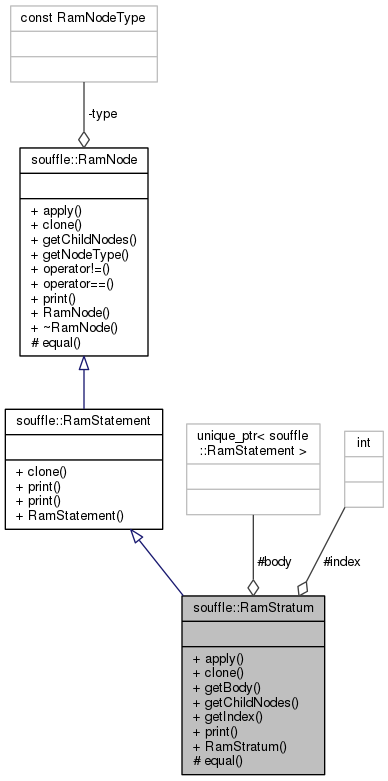 const RamNodeType
-type
souffle::RamNode
+ apply()
+ clone()
+ getChildNodes()
+ getNodeType()
+ operator!=()
+ operator==()
+ print()
+ RamNode()
+ ~RamNode()
# equal()
souffle::RamStatement
+ clone()
+ print()
+ print()
+ RamStatement()
unique_ptr< souffle
::RamStatement >
int
#body
#index
souffle::RamStratum
+ apply()
+ clone()
+ getBody()
+ getChildNodes()
+ getIndex()
+ print()
+ RamStratum()
# equal()